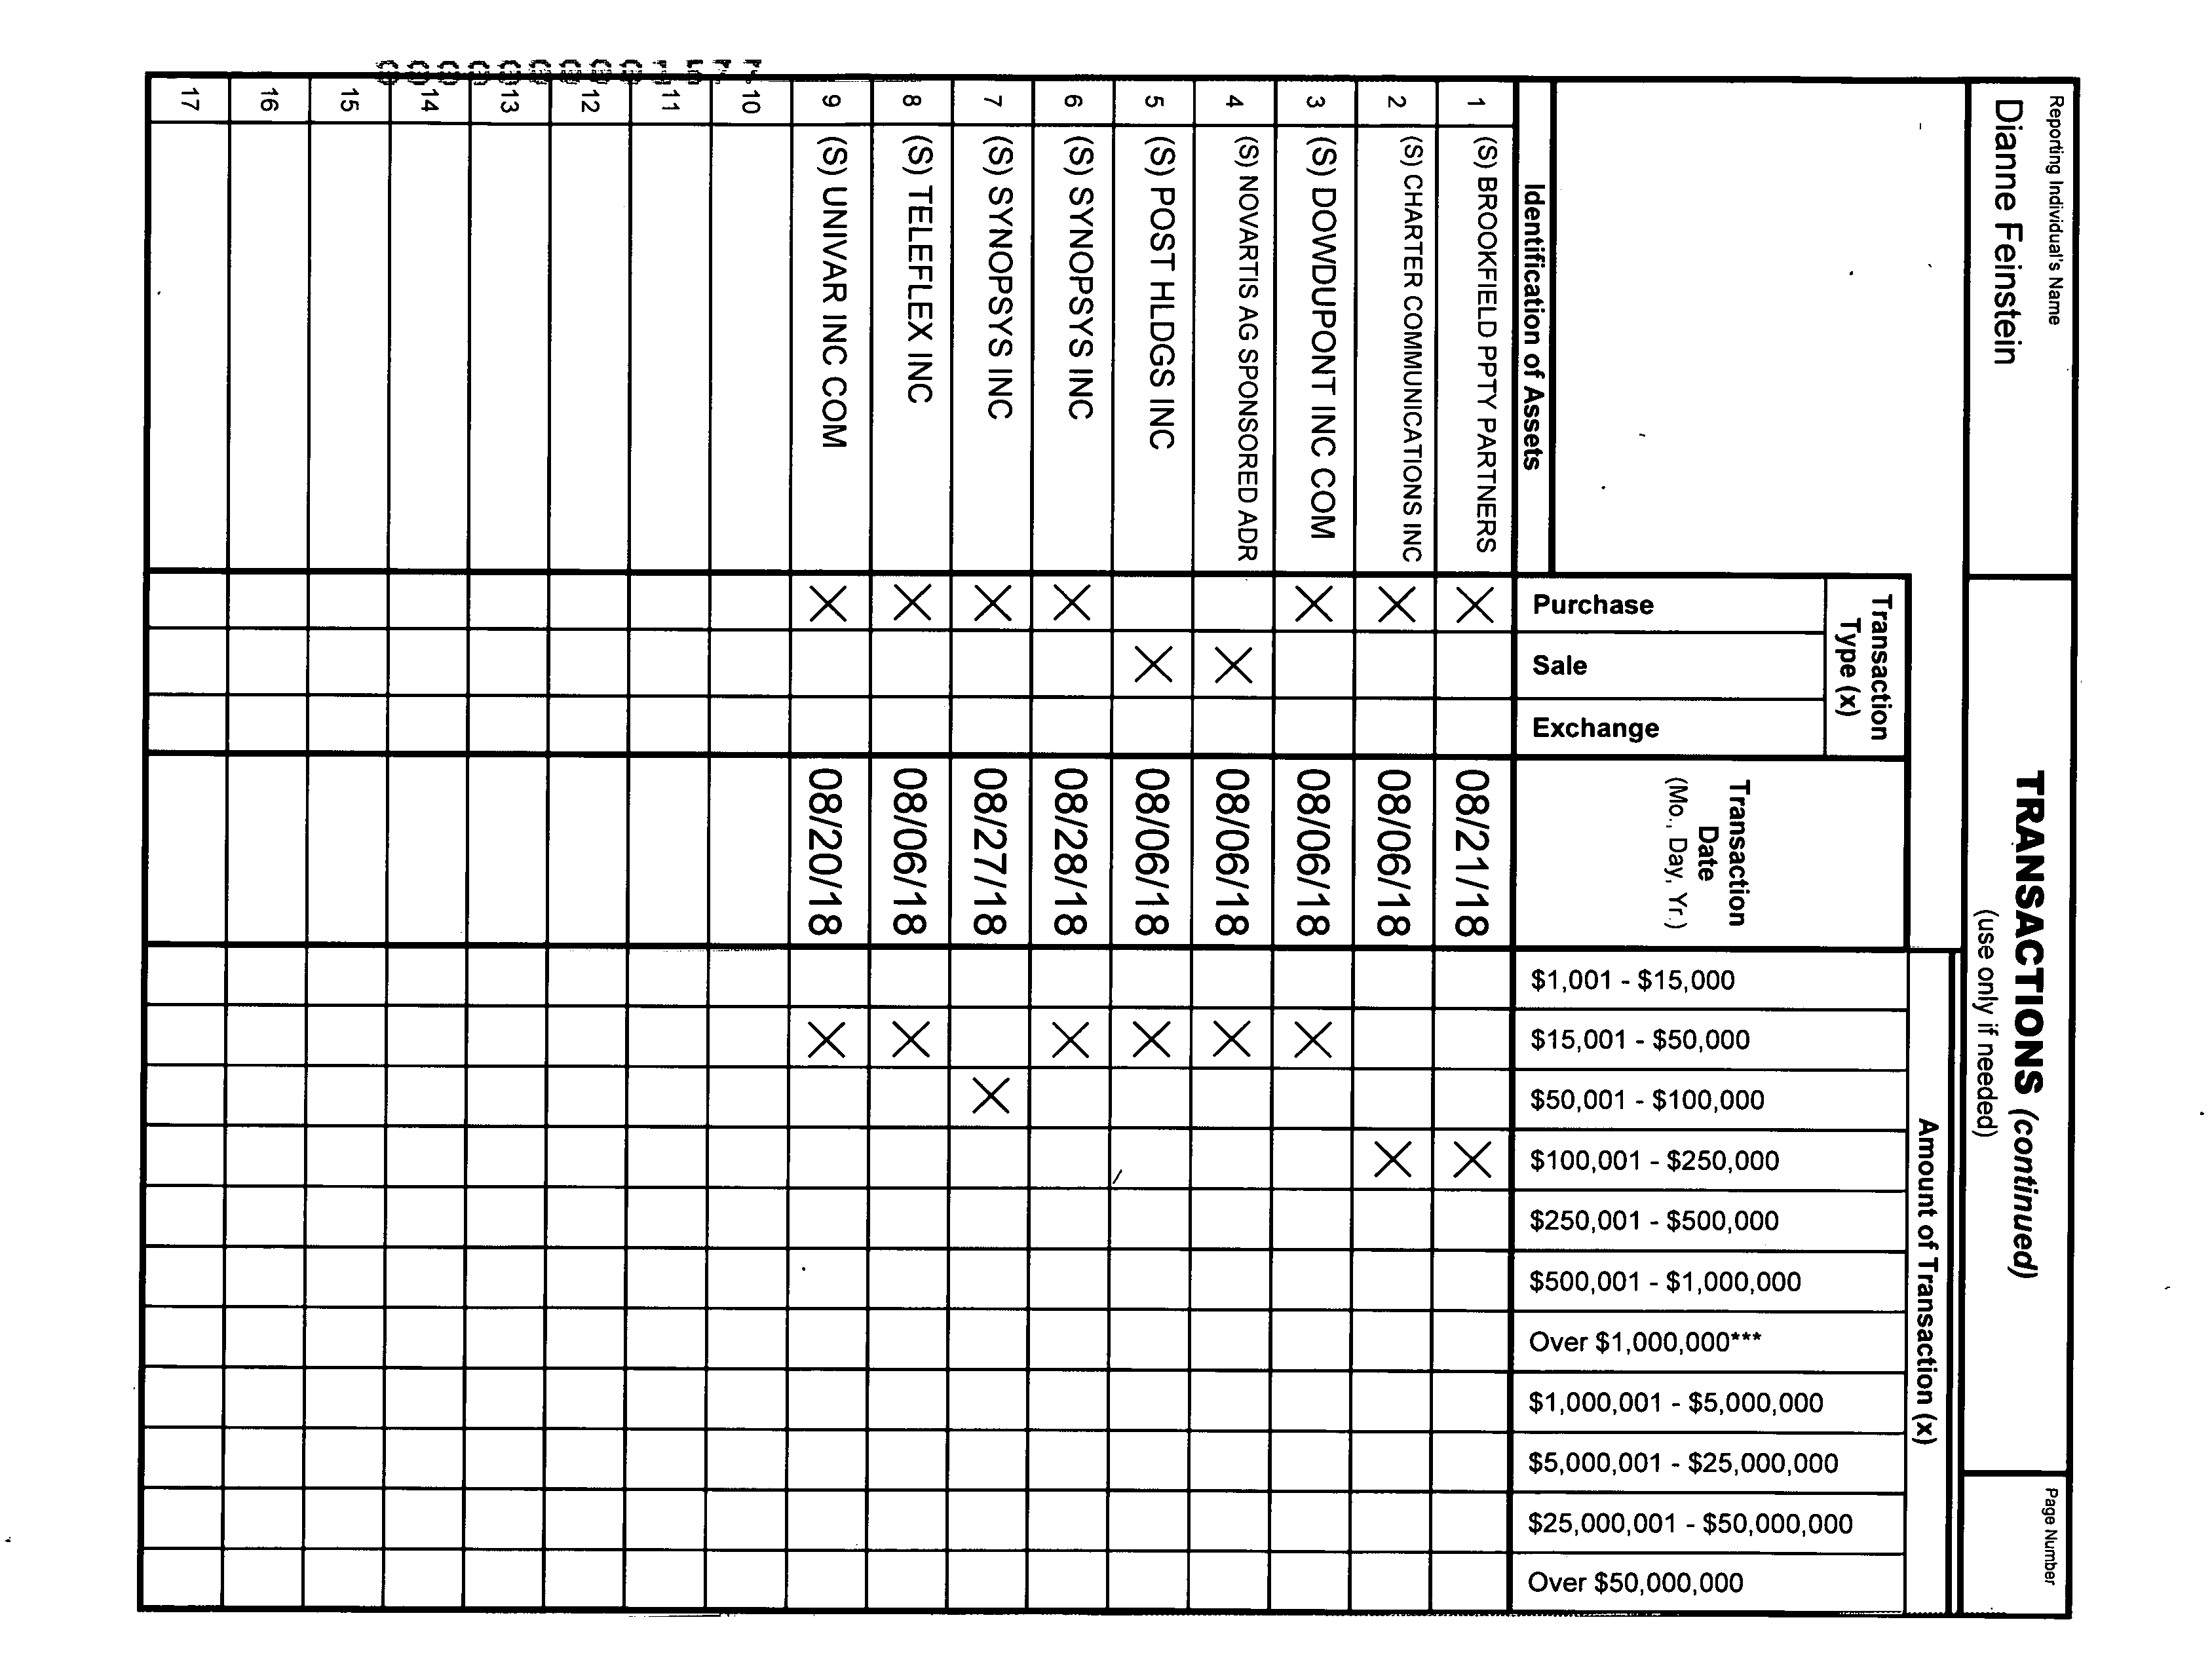 Reporting Individual's Name
Dianne Feinstein
TRANSACTIONS (continued)
(use only if needed)
Page Number
Transaction
Type (x)
Transaction
Date
(Mo., Day, Yr.)
Amount of Transaction (x)
Identification of Assets
Purchase
Sale
Exchange
$1,001 - $15,000
$15,001 - $50,000
$50,001 - $100,000
$100,001 - $250,000
$250,001 - $500,000
$500,001 - $1,000,000
Over $1,000,000***
$1,000,001 - $5,000,000
$5,000,001 - $25,000,000
$25,000,001 - $50,000,000
Over $50,000,000
1 (S) BROOKFIELD PPTY PARTNERS X 08/21/18 X
2 (S) CHARTER COMMUNICATIONS INC X 08/06/18 X
3 (S) DOWDUPONT INC COM X 08/06/18 X
4 (S) NOVARTIS AG SPONSORED ADR X 08/06/18 X
5 (S) POST HLDGS INC X 08/06/18 X
6 (S) SYNOPSYS INC X 08/28/18 X
7 (S) SYNOPSYS INC X 08/27/18 X
8 (S) TELEFLEX INC X 08/06/18 X
9 (S) UNIVAR INC COM X 08/20/18 X
10
11
12
13
14
15
16
17